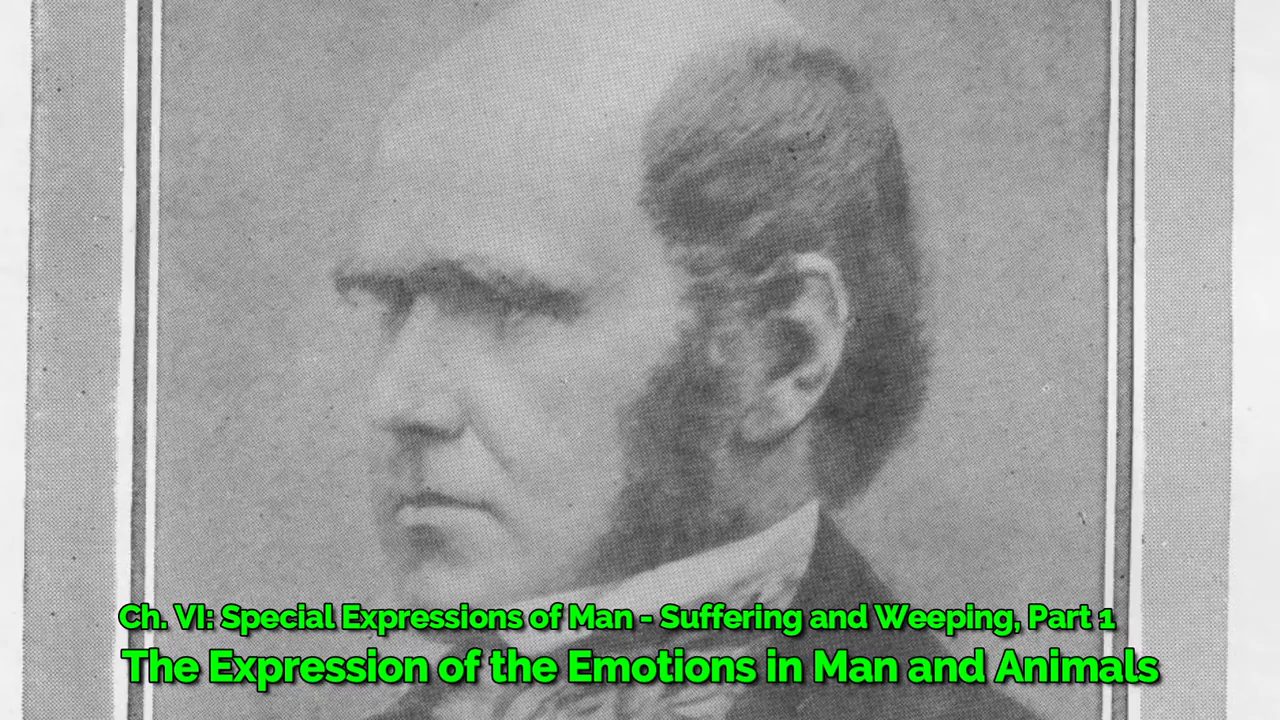 Ch. VI: Special Expressions of Man - Suffering and Weeping, Part 1
The Expression of the Emotions in Man and Animals